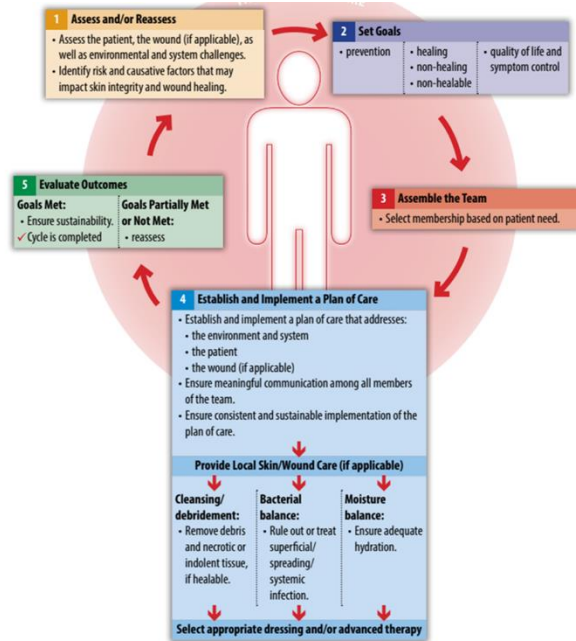 1 Assess and/or Reassess
• Assess the patient, the wound (if applicable), as
well as environmental and system challenges.
• Identify risk and causative factors that may
impact skin integrity and wound healing.
2 Set Goals
• prevention
• healing
• non-healing
• non-healable
• quality of life and
symptom control
3 Assemble the Team
• Select membership based on patient need.
4 Establish and Implement a Plan of Care
• Establish and implement a plan of care that addresses:
• the environment and system
• the patient
• the wound (if applicable)
• Ensure meaningful communication among all members
of the team.
• Ensure consistent and sustainable implementation of the
plan of care.
Provide Local Skin/Wound Care (if applicable)
Cleansing/
debridement:
• Remove debris
and necrotic or
indolent tissue,
if healable.
Bacterial
balance:
• Rule out or treat
superficial/
spreading/
systemic
infection.
Moisture
balance:
• Ensure adequate
hydration.
Select appropriate dressing and/or advanced therapy
5 Evaluate Outcomes
Goals Met:
• Ensure sustainability.
✓ Cycle is completed
Goals Partially Met
or Not Met:
• reassess